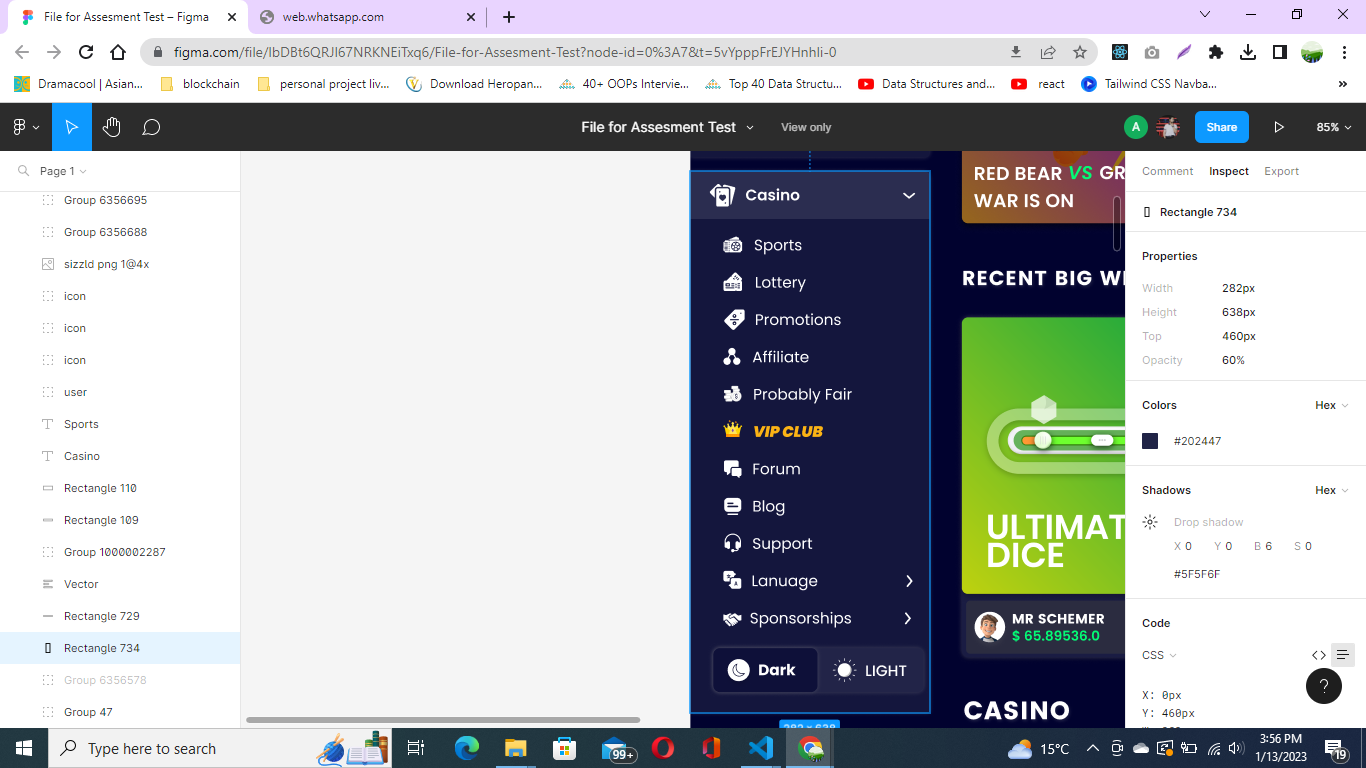 File for Assesment Test – Figma
web.whatsapp.com
figma.com/file/IbDBt6QRJl67NRKNEiTxq6/File-for-Assesment-Test?node-id=0%3A7&t=5vYpppFrEJYHnhIi-0
Dramacool | Asian...
blockchain
personal project liv...
Download Heropan...
40+ OOPs Intervie...
Top 40 Data Structu...
Data Structures and...
react
Tailwind CSS Navba...
»
File for Assesment Test
View only
A
Share
85%
Page 1
Group 6356695
Group 6356688
sizzld png 1@4x
icon
icon
icon
user
Sports
Casino
Rectangle 110
Rectangle 109
Group 1000002287
Vector
Rectangle 729
Rectangle 734
Group 6356578
Group 47
Casino
Sports
Lottery
Promotions
Affiliate
Probably Fair
VIP CLUB
Forum
Blog
Support
Lanuage
Sponsorships
Dark
LIGHT
282 × 638
RED BEAR VS GR
WAR IS ON
RECENT BIG WI
ULTIMAT
DICE
MR SCHEMER
$ 65.89536.0
CASINO
Comment
Inspect
Export
Rectangle 734
Properties
Width 282px
Height 638px
Top 460px
Opacity 60%
Colors
Hex
#202447
Shadows
Hex
Drop shadow
X 0 Y 0 B 6 S 0
#5F5F6F
Code
CSS
X: 0px
Y: 460px
?
Type here to search
99+
15°C
3:56 PM
1/13/2023
19